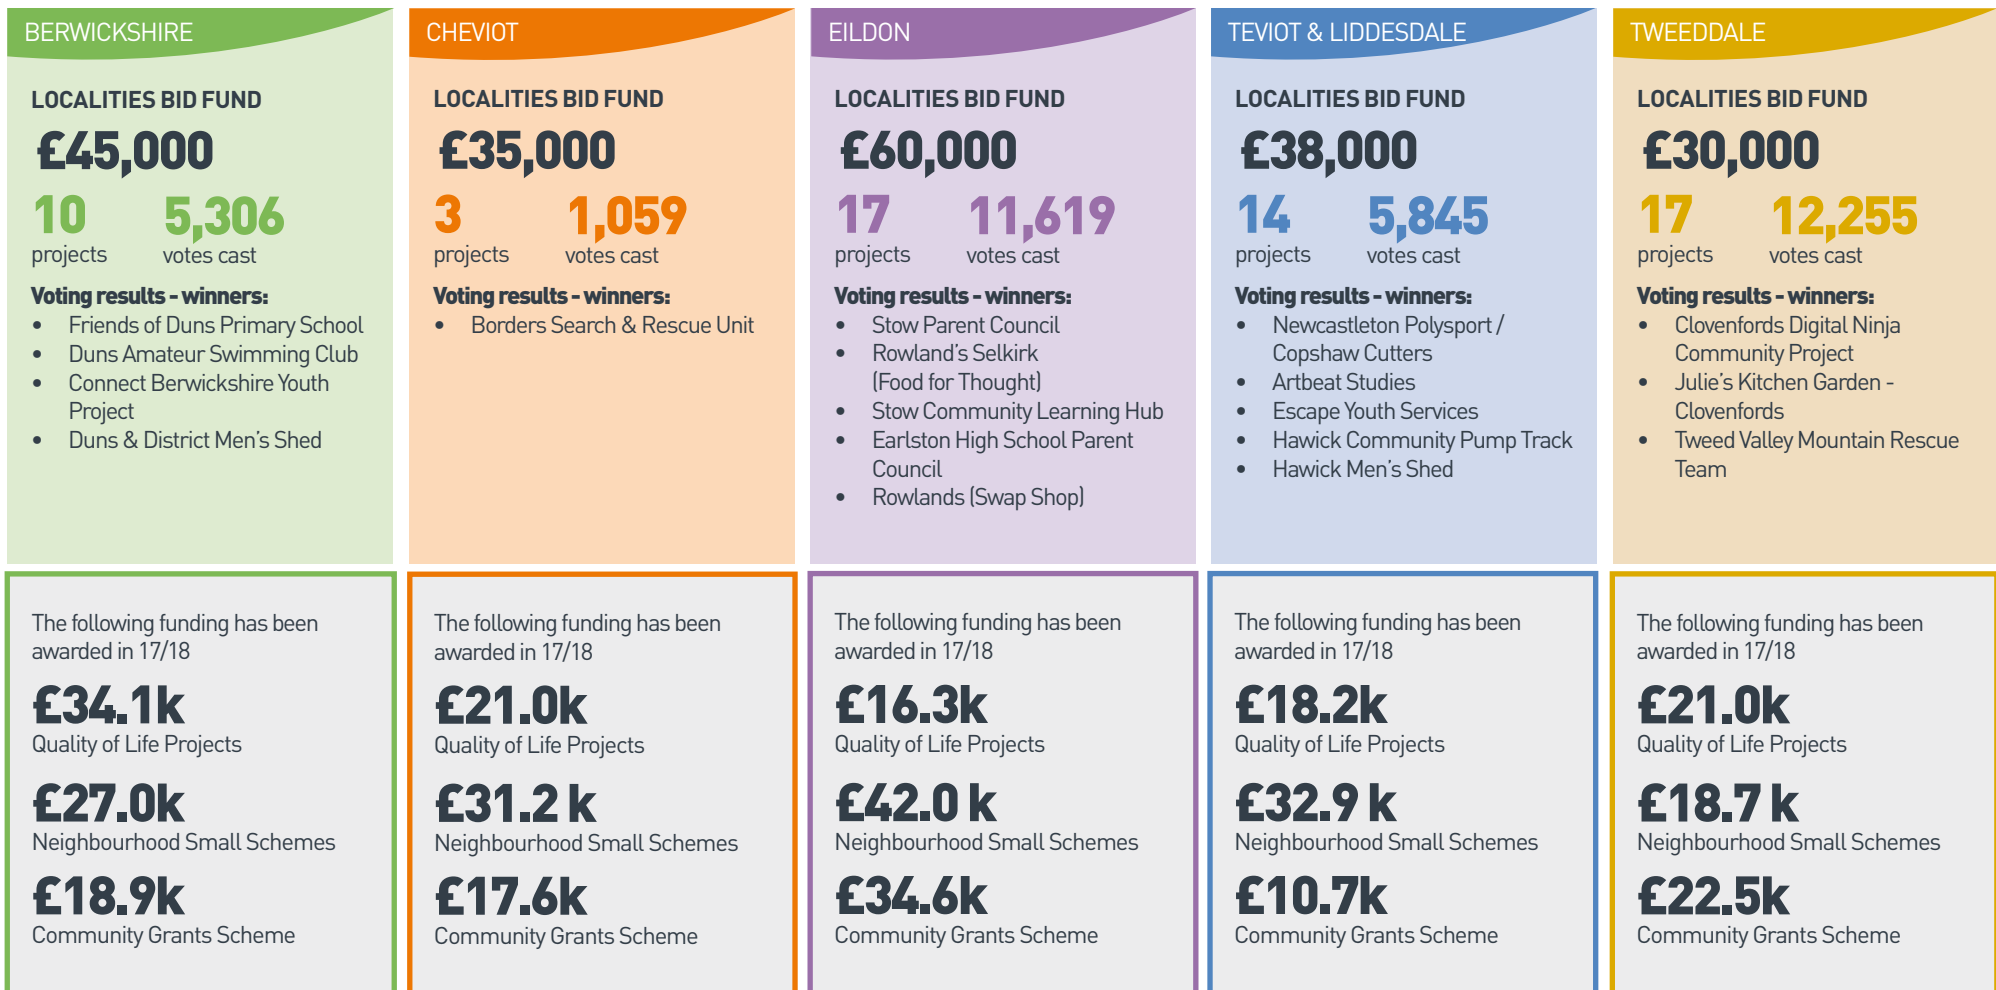 BERWICKSHIRE
LOCALITIES BID FUND
£45,000
10 5,306
projects votes cast
Voting results - winners:
• Friends of Duns Primary School
• Duns Amateur Swimming Club
• Connect Berwickshire Youth
Project
• Duns & District Men's Shed
The following funding has been
awarded in 17/18
£34.1k
Quality of Life Projects
£27.0k
Neighbourhood Small Schemes
£18.9k
Community Grants Scheme
CHEVIOT
LOCALITIES BID FUND
£35,000
3 1,059
projects votes cast
Voting results - winners:
• Borders Search & Rescue Unit
The following funding has been
awarded in 17/18
£21.0k
Quality of Life Projects
£31.2 k
Neighbourhood Small Schemes
£17.6k
Community Grants Scheme
EILDON
LOCALITIES BID FUND
£60,000
17 11,619
projects votes cast
Voting results - winners:
• Stow Parent Council
• Rowland's Selkirk
(Food for Thought)
• Stow Community Learning Hub
• Earlston High School Parent
Council
• Rowlands (Swap Shop)
The following funding has been
awarded in 17/18
£16.3k
Quality of Life Projects
£42.0 k
Neighbourhood Small Schemes
£34.6k
Community Grants Scheme
TEVIOT & LIDDESDALE
LOCALITIES BID FUND
£38,000
14 5,845
projects votes cast
Voting results - winners:
• Newcastleton Polysport /
Copshaw Cutters
• Artbeat Studies
• Escape Youth Services
• Hawick Community Pump Track
• Hawick Men's Shed
The following funding has been
awarded in 17/18
£18.2k
Quality of Life Projects
£32.9 k
Neighbourhood Small Schemes
£10.7k
Community Grants Scheme
TWEEDDALE
LOCALITIES BID FUND
£30,000
17 12,255
projects votes cast
Voting results - winners:
• Clovenfords Digital Ninja
Community Project
• Julie's Kitchen Garden -
Clovenfords
• Tweed Valley Mountain Rescue
Team
The following funding has been
awarded in 17/18
£21.0k
Quality of Life Projects
£18.7 k
Neighbourhood Small Schemes
£22.5k
Community Grants Scheme